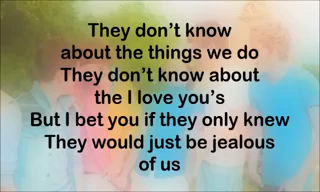 They don't know
about the things we do
They don't know about
the I love you's
But I bet you if they only knew
They would just be jealous
of us